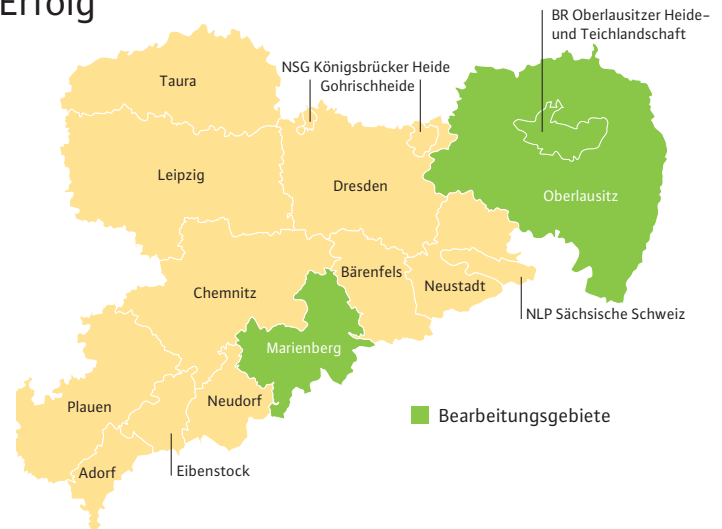 Erfolg
BR Oberlausitzer Heide-
und Teichlandschaft
NSG Königsbrücker Heide
Gohrischheide
Taura
Leipzig
Dresden
Oberlausitz
Bärenfels
Neustadt
Chemnitz
NLP Sächsische Schweiz
Marienberg
Neudorf
Plauen
Bearbeitungsgebiete
Adorf
Eibenstock